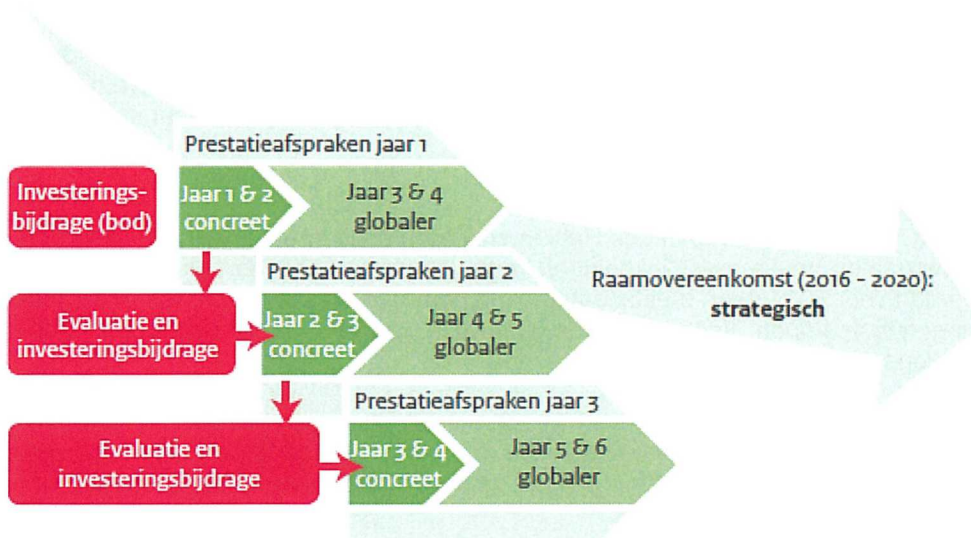 Prestatieafspraken jaar 1
Investerings-
bijdrage (bod)
Jaar 1 & 2
concreet
Jaar 3 & 4
globaler
Prestatieafspraken jaar 2
Raamovereenkomst (2016 - 2020):
strategisch
Evaluatie en
investeringsbijdrage
Jaar 2 & 3
concreet
Jaar 4 & 5
globaler
Prestatieafspraken jaar 3
Evaluatie en
investeringsbijdrage
Jaar 3 & 4
concreet
Jaar 5 & 6
globaler